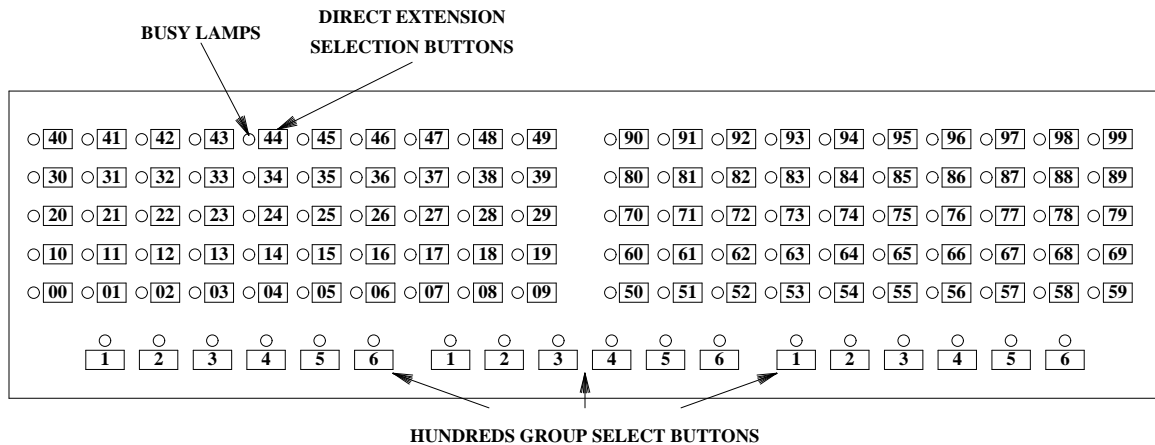 DIRECT EXTENSION
BUSY LAMPS
SELECTION BUTTONS
40 41 42 43 44 45 46 47 48 49 90 91 92 93 94 95 96 97 98 99
30 31 32 33 34 35 36 37 38 39 80 81 82 83 84 85 86 87 88 89
20 21 22 23 24 25 26 27 28 29 70 71 72 73 74 75 76 77 78 79
10 11 12 13 14 15 16 17 18 19 60 61 62 63 64 65 66 67 68 69
00 01 02 03 04 05 06 07 08 09 50 51 52 53 54 55 56 57 58 59
1 2 3 4 5 6 1 2 3 4 5 6 1 2 3 4 5 6
HUNDREDS GROUP SELECT BUTTONS